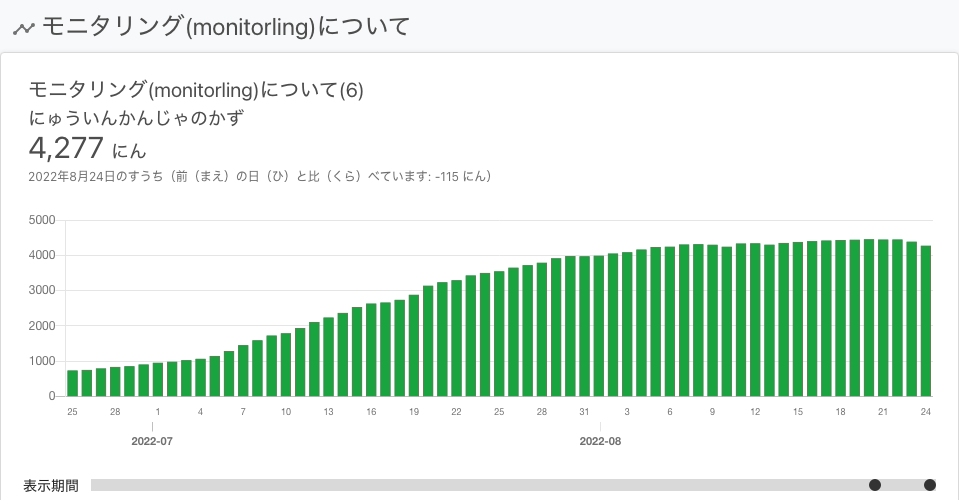 モニタリング(monitorling)について
モニタリング(monitorling)について(6)
にゅういんかんじゃのかず
4,277 にん
2022年8月24日のすうち（前（まえ）の日（ひ）と比（くら）べています: -115 にん）
5000
4000
3000
2000
1000
0
25 28 1 4 7 10 13 16 19 22 25 28 31 3 6 9 12 15 18 21 24
2022-07 2022-08
表示期間